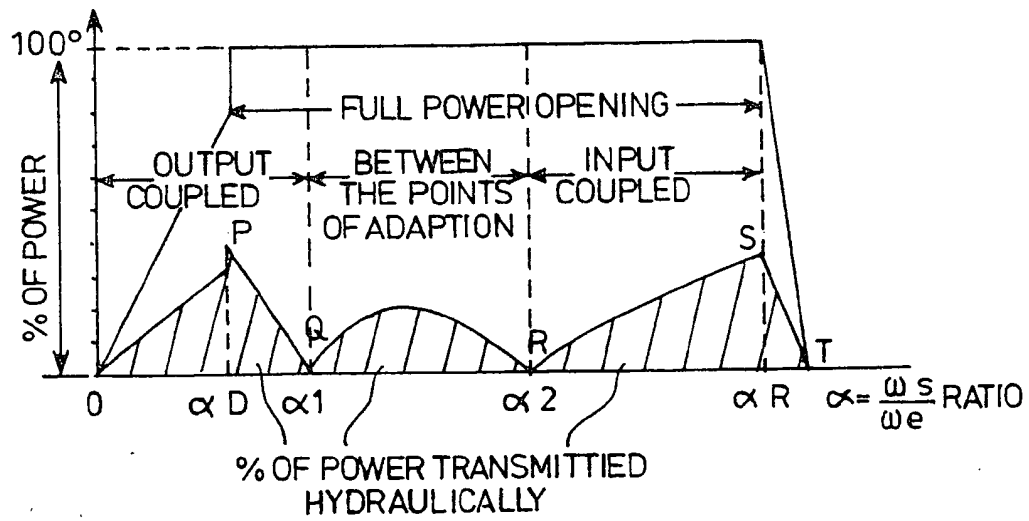 100°
% OF POWER
FULL POWER OPENING
OUTPUT
COUPLED
BETWEEN
THE POINTS
OF ADAPTION
INPUT
COUPLED
P
Q
R
S
T
0
α D
α 1
α 2
α R
α = ωs/ωe RATIO
% OF POWER TRANSMITTIED
HYDRAULICALLY